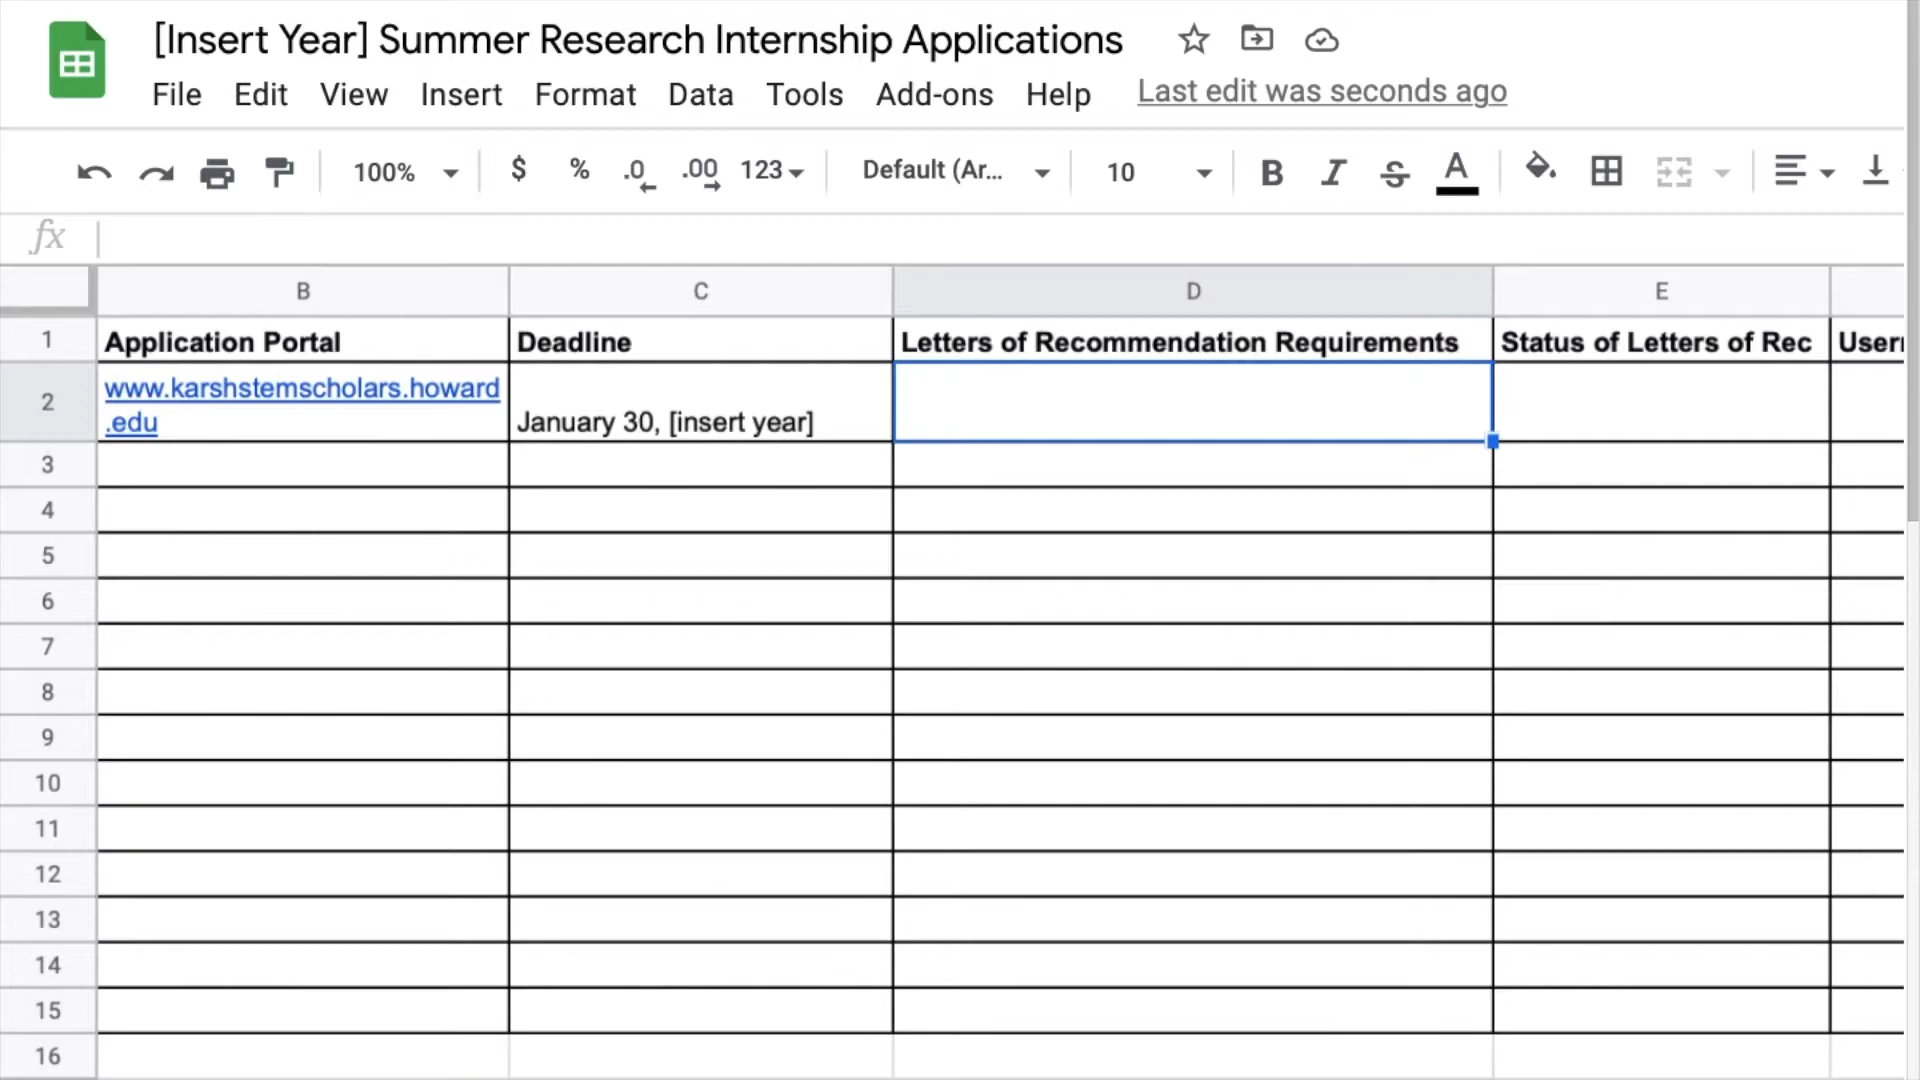 [Insert Year] Summer Research Internship Applications
File Edit View Insert Format Data Tools Add-ons Help Last edit was seconds ago
100% $ % .0 .00 123 Default (Ar... 10 B I S A
fx
B C D E
1 Application Portal Deadline Letters of Recommendation Requirements Status of Letters of Rec
2 www.karshstemscholars.howard
.edu January 30, [insert year]
3
4
5
6
7
8
9
10
11
12
13
14
15
16